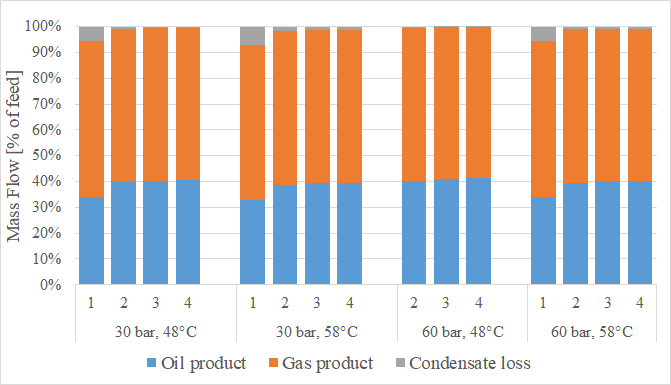 Mass Flow [% of feed]
100%
90%
80%
70%
60%
50%
40%
30%
20%
10%
0%
1 2 3 4 1 2 3 4 2 3 4 1 2 3 4
30 bar, 48°C 30 bar, 58°C 60 bar, 48°C 60 bar, 58°C
Oil product Gas product Condensate loss